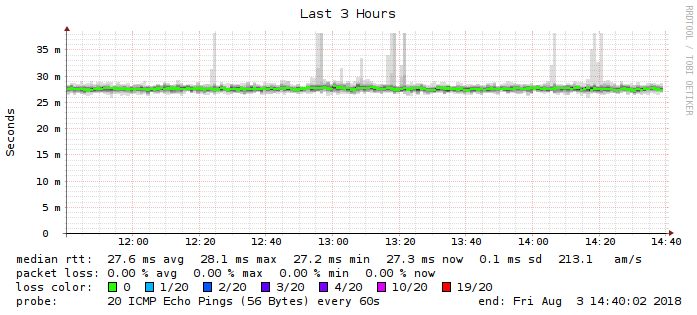 Last 3 Hours
RRDTOOL / TOBI OETIKER
Seconds
35 m
30 m
25 m
20 m
15 m
10 m
5 m
0
12:00 12:20 12:40 13:00 13:20 13:40 14:00 14:20 14:40
median rtt: 27.6 ms avg 28.1 ms max 27.2 ms min 27.3 ms now 0.1 ms sd 213.1 am/s
packet loss: 0.00 % avg 0.00 % max 0.00 % min 0.00 % now
loss color: 0 1/20 2/20 3/20 4/20 10/20 19/20
probe: 20 ICMP Echo Pings (56 Bytes) every 60s end: Fri Aug 3 14:40:02 2018